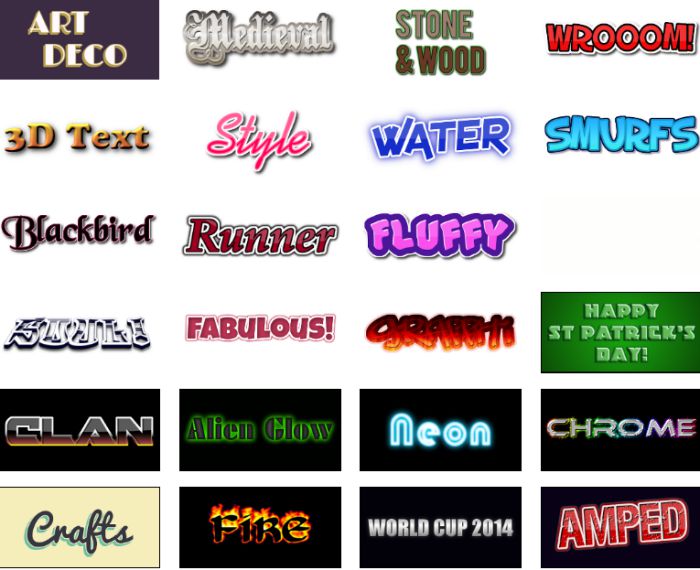 ART
DECO
Medieval
STONE
& WOOD
WROOOM!
3D Text
Style
WATER
SMURFS
Blackbird
Runner
FLUFFY
SOUL!
FABULOUS!
GRAFFITI
HAPPY
ST PATRICK'S
DAY!
CLAN
Alien Glow
Neon
CHROME
Crafts
FIRE
WORLD CUP 2014
AMPED